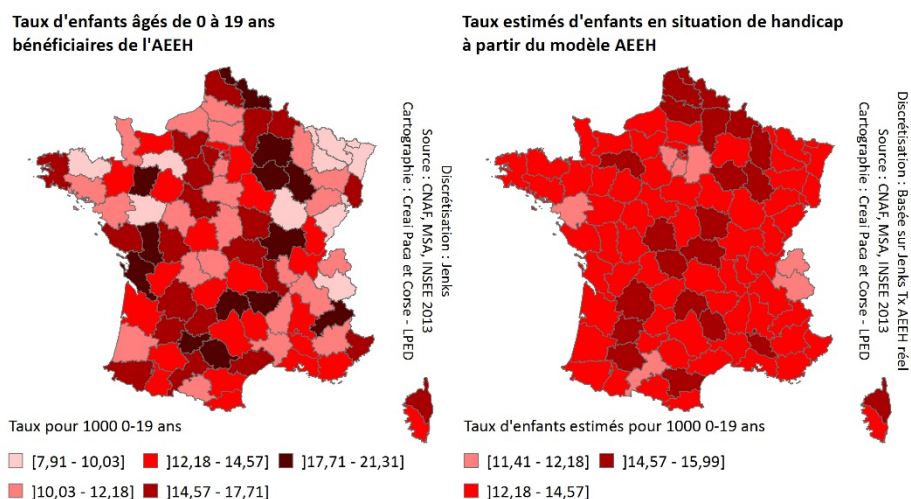 Taux d'enfants âgés de 0 à 19 ans
bénéficiaires de l'AEEH
Discrétisation : Jenks
Source : CNAF, MSA, INSEE 2013
Cartographie : Creai Paca et Corse - LPED
Taux pour 1000 0-19 ans
[7,91 - 10,03]
]12,18 - 14,57]
]17,71 - 21,31]
]10,03 - 12,18]
]14,57 - 17,71]
Taux estimés d'enfants en situation de handicap
à partir du modèle AEEH
Discrétisation : Basée sur Jenks Tx AEEH réel
Source : CNAF, MSA, INSEE 2013
Cartographie : Creai Paca et Corse - LPED
Taux d'enfants estimés pour 1000 0-19 ans
[11,41 - 12,18]
]14,57 - 15,99]
]12,18 - 14,57]